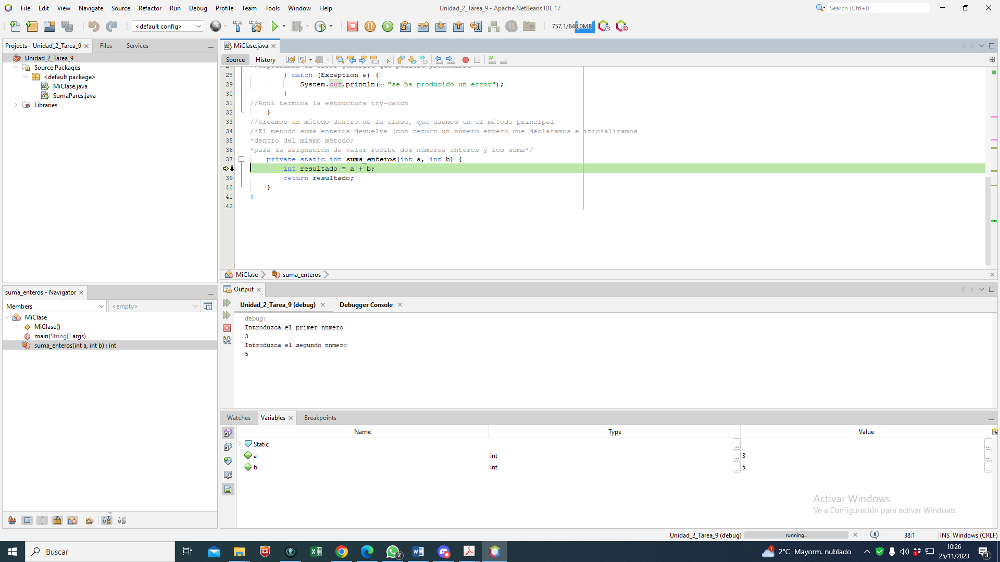 File Edit View Navigate Source Refactor Run Debug Profile Team Tools Window Help
Unidad_2_Tarea_9 - Apache NetBeans IDE 17
Search (Ctrl+I)
<default config>
757,1/848,0MB
Projects - Unidad_2_Tarea_9
Files
Services
Unidad_2_Tarea_9
Source Packages
<default package>
MiClase.java
SumaPares.java
Libraries
MiClase.java
Source
History
28 } catch (Exception e) {
29 System.out.println(x: "se ha producido un error");
30 }
31 //Aquí termina la estructura try-catch
32 }
33 //creamos un método dentro de la clase, que usamos en el método principal
34 /*El método suma_enteros devuelve (con return un número entero que declaramos e inicializamos
35 *dentro del mismo método;
36 *para la asignación de valor recibe dos números enteros y los suma*/
37 private static int suma_enteros(int a, int b) {
int resultado = a + b;
39 return resultado;
40 }
41 }
42
MiClase
suma_enteros
suma_enteros - Navigator
Members
<empty>
MiClase
MiClase()
main(String[] args)
suma_enteros(int a, int b) : int
Output
Unidad_2_Tarea_9 (debug)
Debugger Console
debug:
Introduzca el primer nnmero
3
Introduzca el segundo nnmero
5
Watches
Variables
Breakpoints
Name Type Value
Static ... ...
a int ... 3 ...
b int ... 5 ...
Activar Windows
Ve a Configuración para activar Windows.
Unidad_2_Tarea_9 (debug)
running...
1
38:1
INS
Windows (CRLF)
Buscar
2
1
2°C Mayorm. nublado
10:26
25/11/2023
3